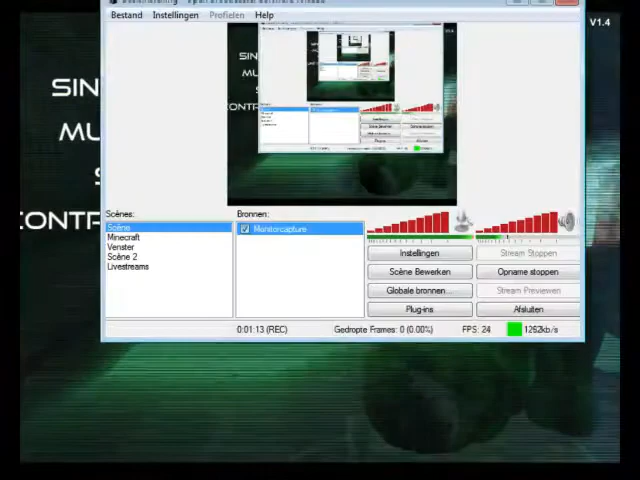 Bestand Instellingen Profielen Help
V1.4
SIN
MU
CONTR
Scènes:
Bronnen:
Scène
Minecraft
Venster
Scène 2
Livestreams
Monitorcapture
Instellingen
Stream Stoppen
Scène Bewerken
Opname stoppen
Globale bronnen...
Stream Previewen
Plug-ins
Afsluiten
0:01:13 (REC)
Gedropte Frames: 0 (0.00%)
FPS: 24
1262kb/s